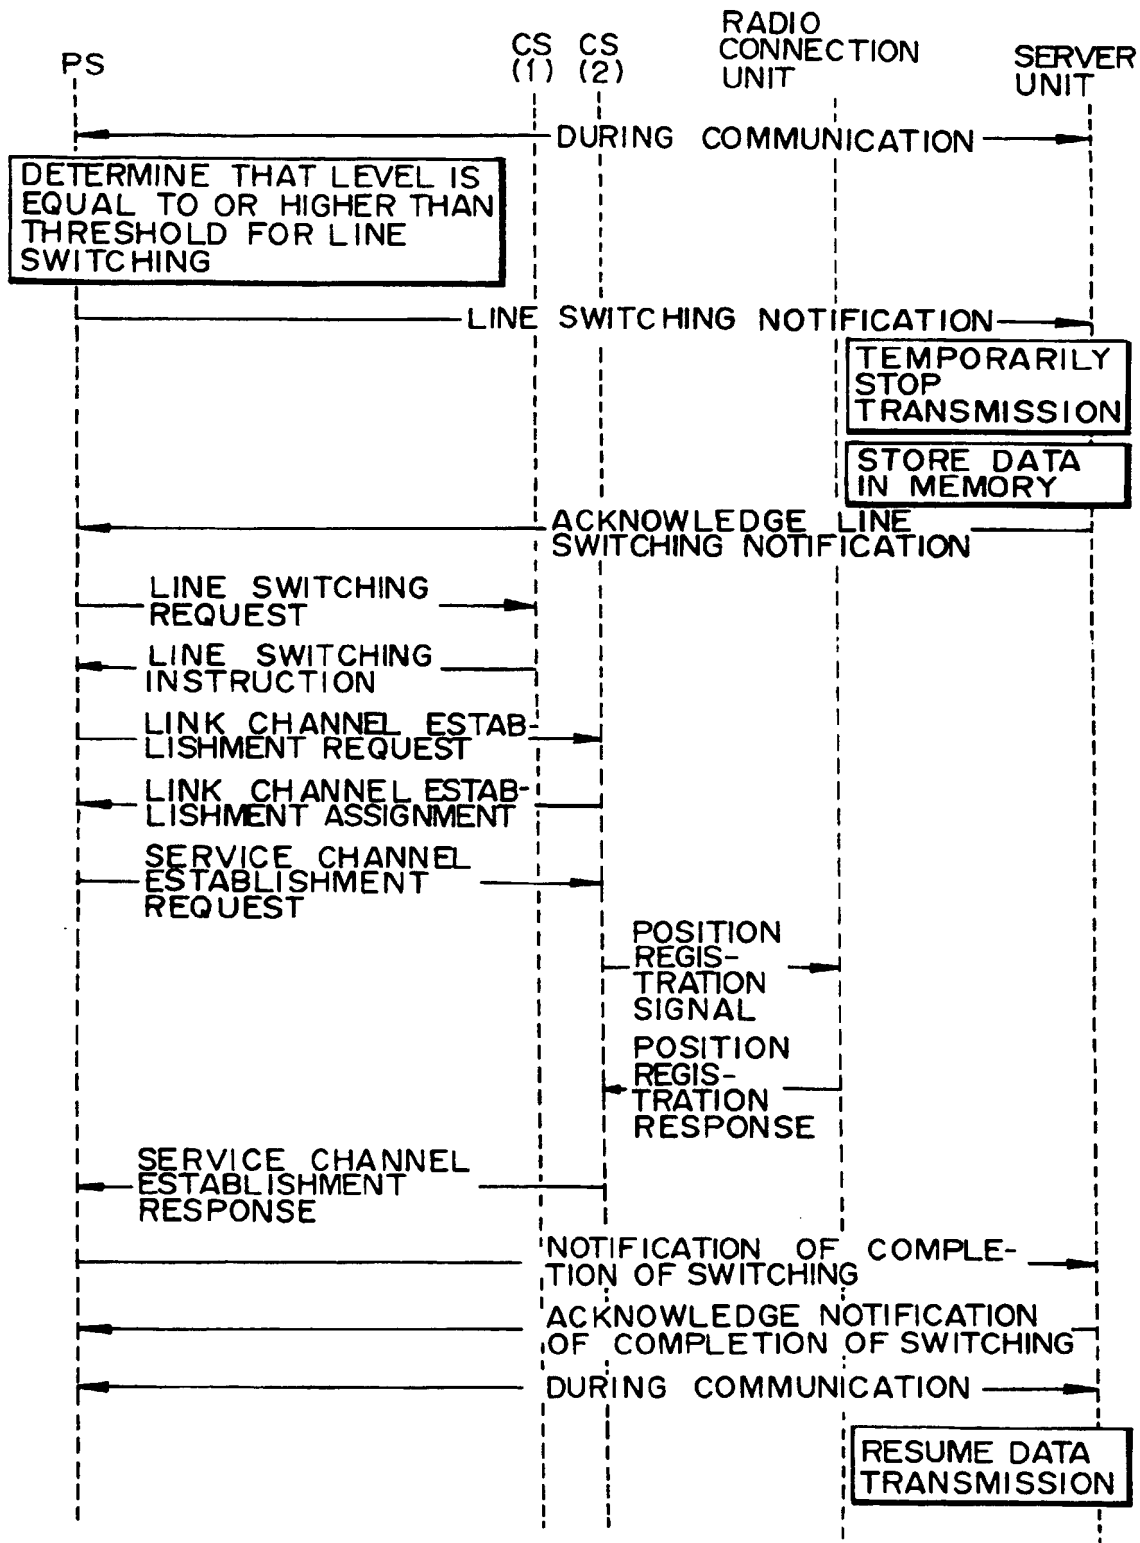 PS
CS
(1)
CS
(2)
RADIO
CONNECTION
UNIT
SERVER
UNIT
DURING COMMUNICATION
DETERMINE THAT LEVEL IS
EQUAL TO OR HIGHER THAN
THRESHOLD FOR LINE
SWITCHING
LINE SWITCHING NOTIFICATION
TEMPORARILY
STOP
TRANSMISSION
STORE DATA
IN MEMORY
ACKNOWLEDGE LINE
SWITCHING NOTIFICATION
LINE SWITCHING
REQUEST
LINE SWITCHING
INSTRUCTION
LINK CHANNEL ESTAB-
LISHMENT REQUEST
LINK CHANNEL ESTAB-
LISHMENT ASSIGNMENT
SERVICE CHANNEL
ESTABLISHMENT
REQUEST
POSITION
REGIS-
TRATION
SIGNAL
POSITION
REGIS-
TRATION
RESPONSE
SERVICE CHANNEL
ESTABLISHMENT
RESPONSE
NOTIFICATION OF COMPLE-
TION OF SWITCHING
ACKNOWLEDGE NOTIFICATION
OF COMPLETION OF SWITCHING
DURING COMMUNICATION
RESUME DATA
TRANSMISSION